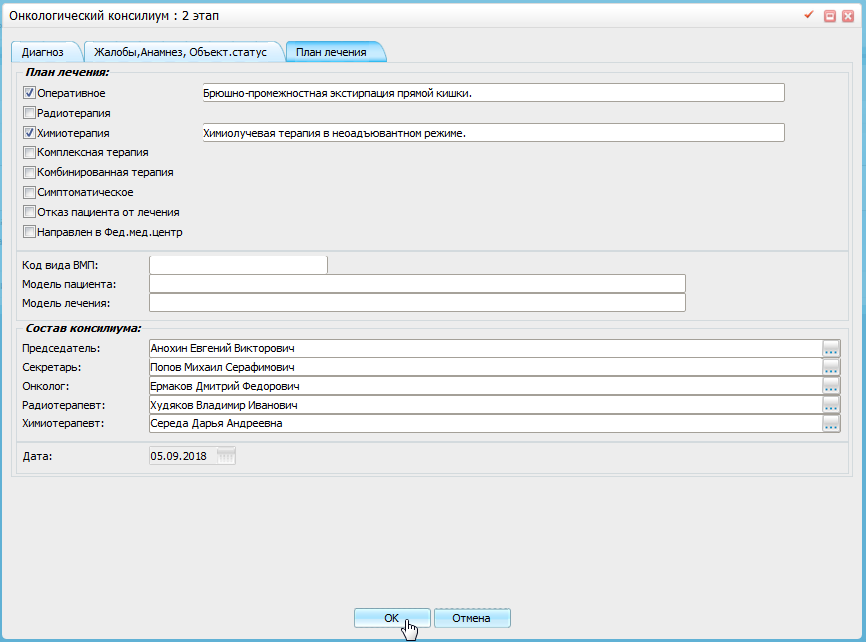 Онкологический консилиум : 2 этап
Диагноз Жалобы,Анамнез, Объект.статус План лечения
План лечения:
Оперативное Брюшно-промежностная экстирпация прямой кишки.
Радиотерапия
Химиотерапия Химиолучевая терапия в неоадъювантном режиме.
Комплексная терапия
Комбинированная терапия
Симптоматическое
Отказ пациента от лечения
Направлен в Фед.мед.центр
Код вида ВМП:
Модель пациента:
Модель лечения:
Состав консилиума:
Председатель: Анохин Евгений Викторович ...
Секретарь: Попов Михаил Серафимович ...
Онколог: Ермаков Дмитрий Федорович ...
Радиотерапевт: Худяков Владимир Иванович ...
Химиотерапевт: Середа Дарья Андреевна ...
Дата: 05.09.2018
OK Отмена